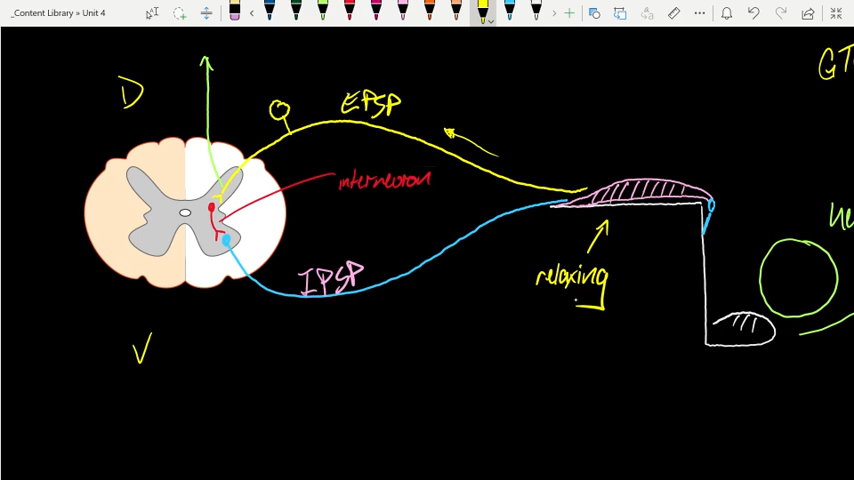 _Content Library » Unit 4
GT
D
EPSP
interneuron
IPSP
relaxing
V